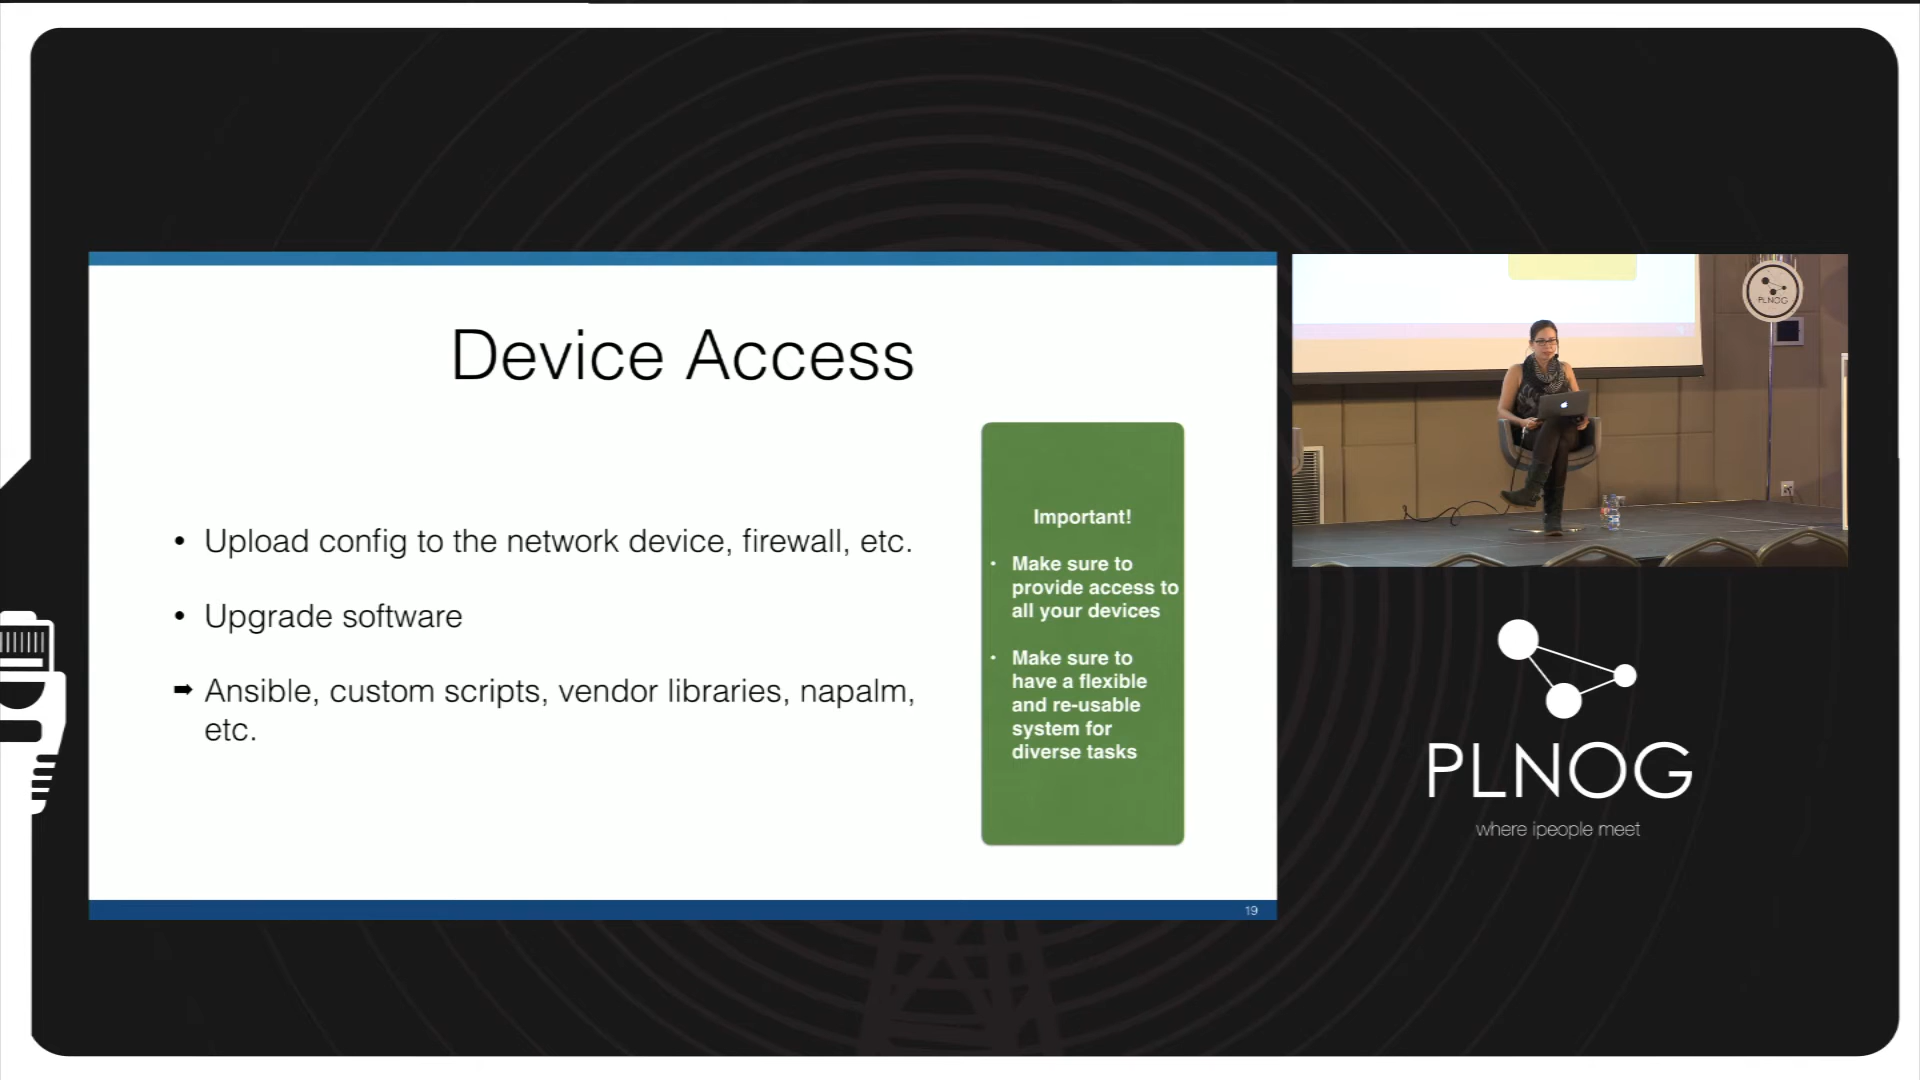 Device Access
• Upload config to the network device, firewall, etc.
• Upgrade software
➡ Ansible, custom scripts, vendor libraries, napalm,
etc.
Important!
• Make sure to
provide access to
all your devices
• Make sure to
have a flexible
and re-usable
system for
diverse tasks
19
PLNOG
PLNOG
where ipeople meet